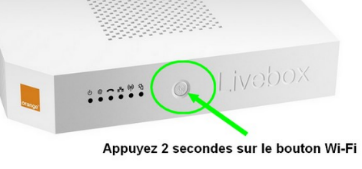 Livebox
orange
Appuyez 2 secondes sur le bouton Wi-Fi